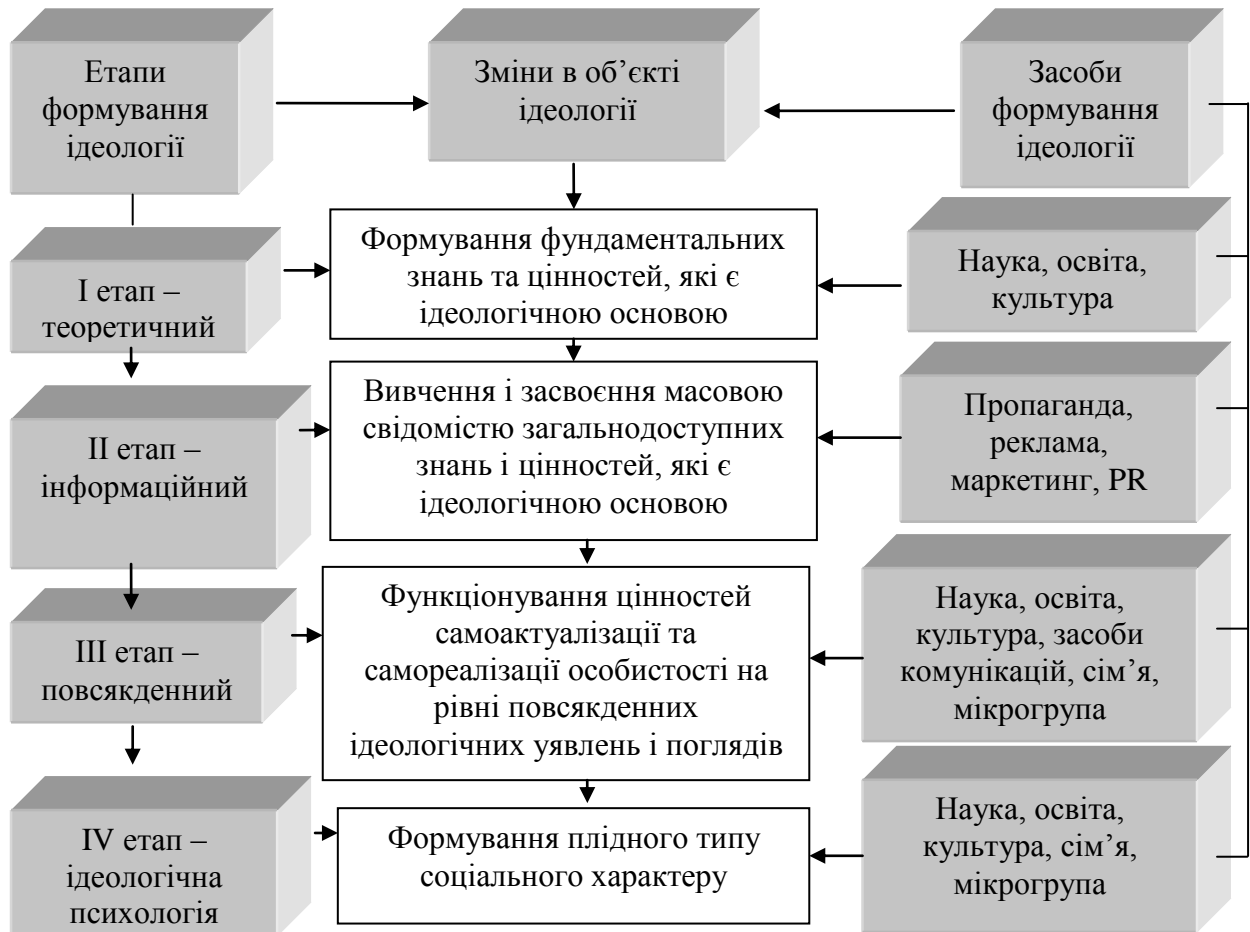 Етапи
формування
ідеології
Зміни в об’єкті
ідеології
Засоби
формування
ідеології
І етап –
теоретичний
Формування фундаментальних
знань та цінностей, які є
ідеологічною основою
Наука, освіта,
культура
ІІ етап –
інформаційний
Вивчення і засвоєння масовою
свідомістю загальнодоступних
знань і цінностей, які є
ідеологічною основою
Пропаганда,
реклама,
маркетинг, PR
ІІІ етап –
повсякденний
Функціонування цінностей
самоактуалізації та
самореалізації особистості на
рівні повсякденних
ідеологічних уявлень і поглядів
Наука, освіта,
культура, засоби
комунікацій, сім’я,
мікрогрупа
IV етап –
ідеологічна
психологія
Формування плідного типу
соціального характеру
Наука, освіта,
культура, сім’я,
мікрогрупа